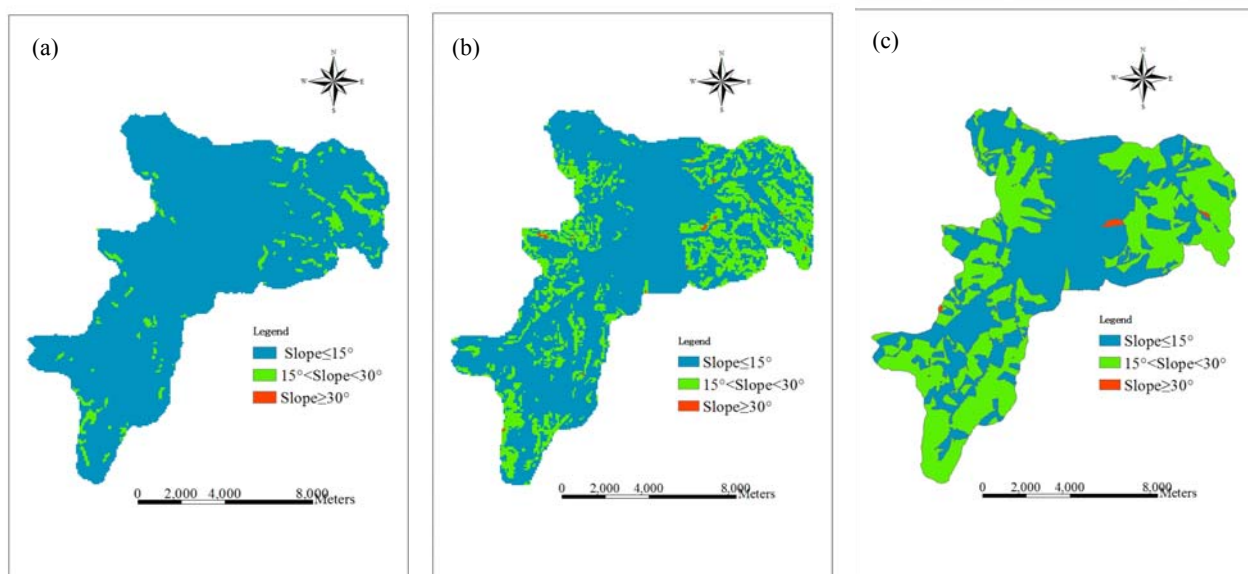 (a)
N
W E
S
Legend
Slope≤15°
15°<Slope<30°
Slope≥30°
0 2,000 4,000 8,000
Meters
(b)
N
W E
S
Legend
Slope≤15°
15°<Slope<30°
Slope≥30°
0 2,000 4,000 8,000
Meters
(c)
N
W E
S
Legend
Slope≤15°
15°<Slope<30°
Slope≥30°
0 2,000 4,000 8,000
Meters